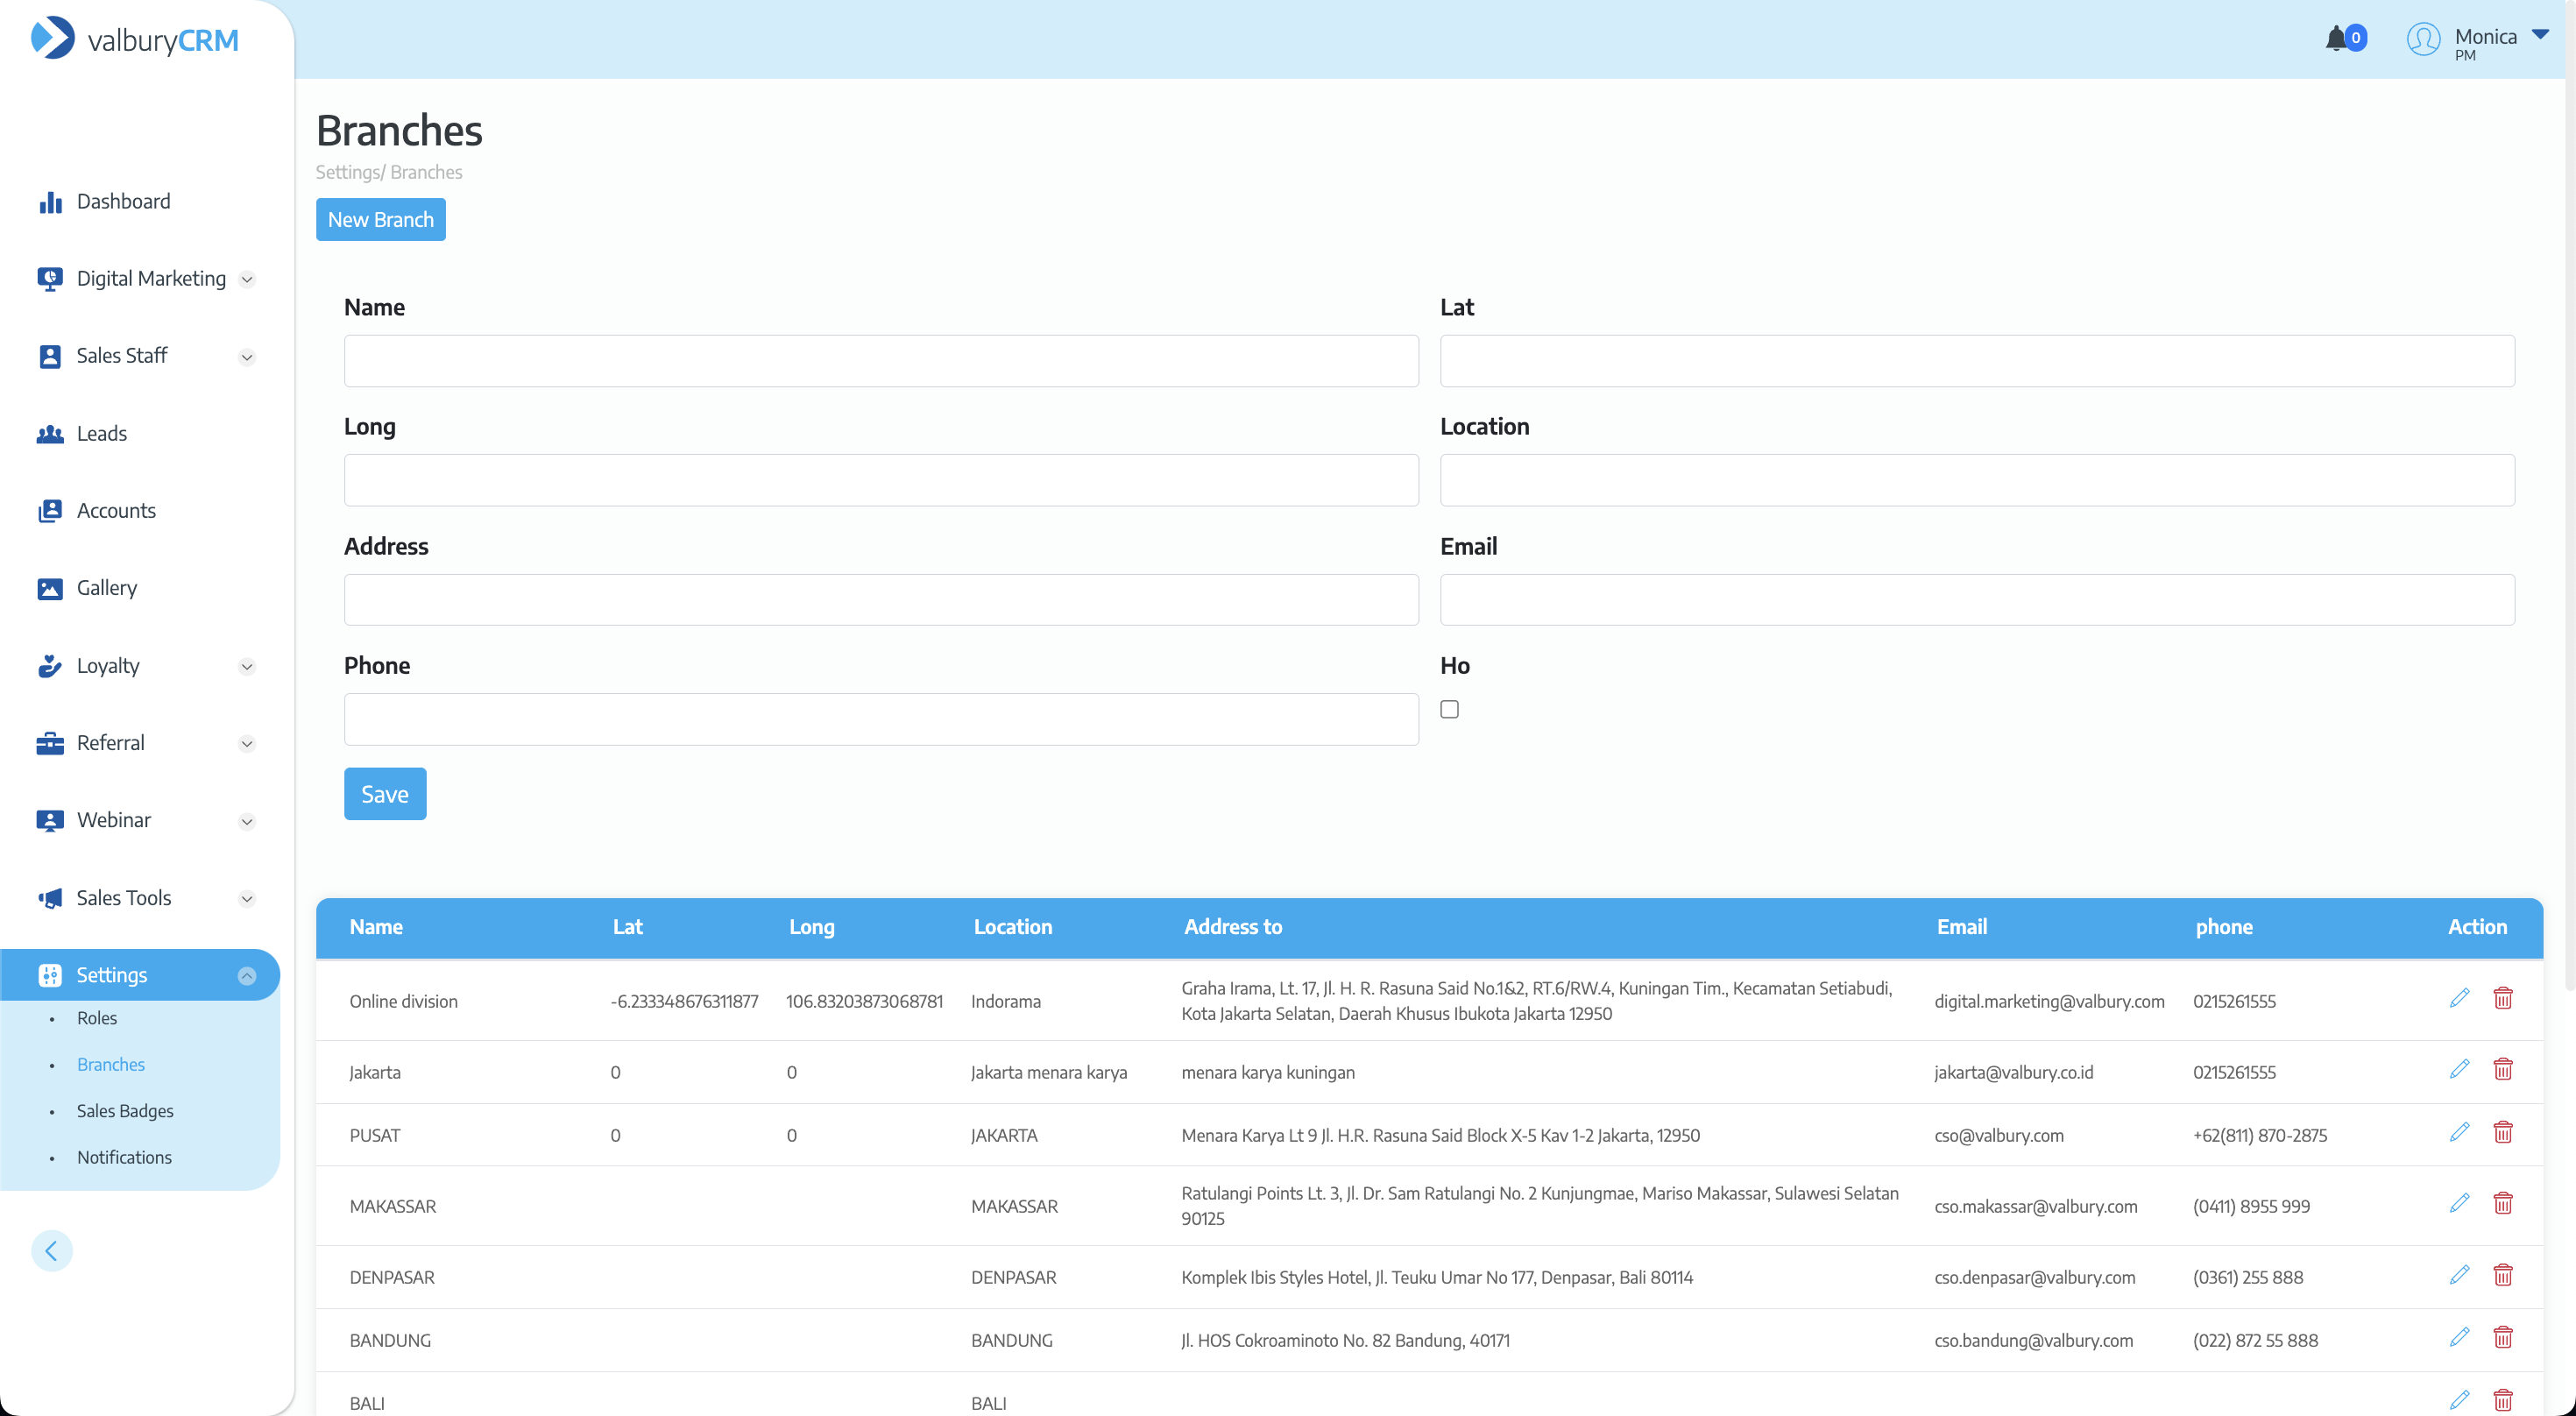 valburyCRM
0
Monica
PM
Dashboard
Digital Marketing
Sales Staff
Leads
Accounts
Gallery
Loyalty
Referral
Webinar
Sales Tools
Settings
Roles
Branches
Sales Badges
Notifications
Branches
Settings/ Branches
New Branch
Name
Lat
Long
Location
Address
Email
Phone
Ho
Save
Name Lat Long Location Address to Email phone Action
Online division -6.233348676311877 106.83203873068781 Indorama Graha Irama, Lt. 17, Jl. H. R. Rasuna Said No.1&2, RT.6/RW.4, Kuningan Tim., Kecamatan Setiabudi, digital.marketing@valbury.com 0215261555
Kota Jakarta Selatan, Daerah Khusus Ibukota Jakarta 12950
Jakarta 0 0 Jakarta menara karya menara karya kuningan jakarta@valbury.co.id 0215261555
PUSAT 0 0 JAKARTA Menara Karya Lt 9 Jl. H.R. Rasuna Said Block X-5 Kav 1-2 Jakarta, 12950 cso@valbury.com +62(811) 870-2875
MAKASSAR MAKASSAR Ratulangi Points Lt. 3, Jl. Dr. Sam Ratulangi No. 2 Kunjungmae, Mariso Makassar, Sulawesi Selatan cso.makassar@valbury.com (0411) 8955 999
90125
DENPASAR DENPASAR Komplek Ibis Styles Hotel, Jl. Teuku Umar No 177, Denpasar, Bali 80114 cso.denpasar@valbury.com (0361) 255 888
BANDUNG BANDUNG Jl. HOS Cokroaminoto No. 82 Bandung, 40171 cso.bandung@valbury.com (022) 872 55 888
BALI BALI